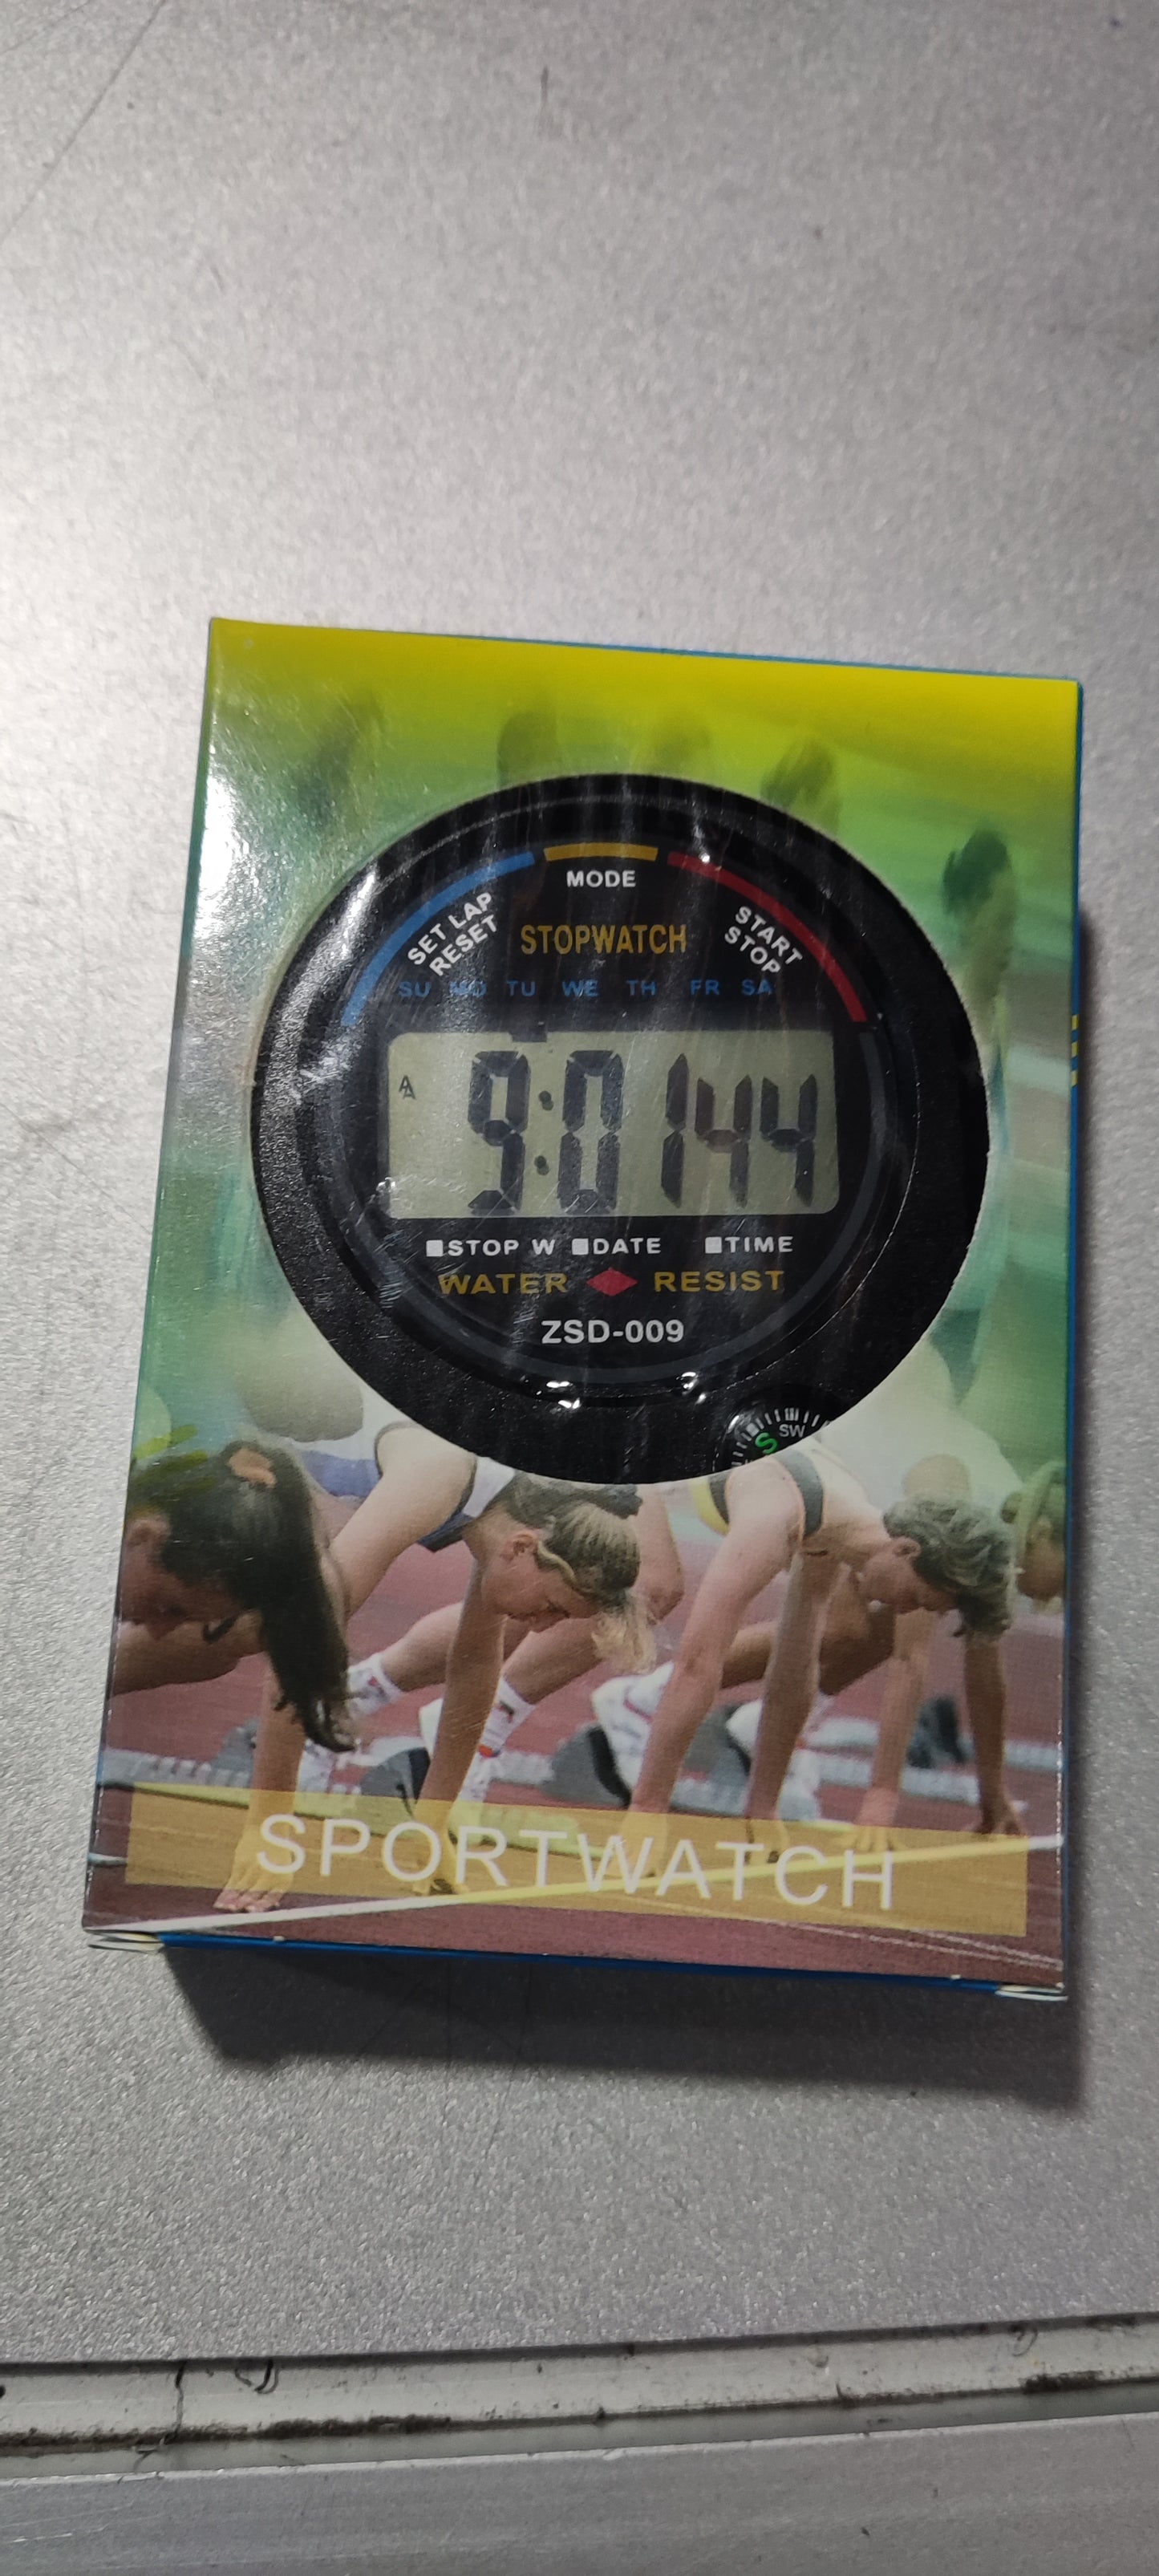 MODE
SET LAP
RESET
STOPWATCH
START
STOP
SU MO TU WE TH FR SA
A
9:01 44
STOP W DATE TIME
WATER RESIST
ZSD-009
S SW
SPORTWATCH